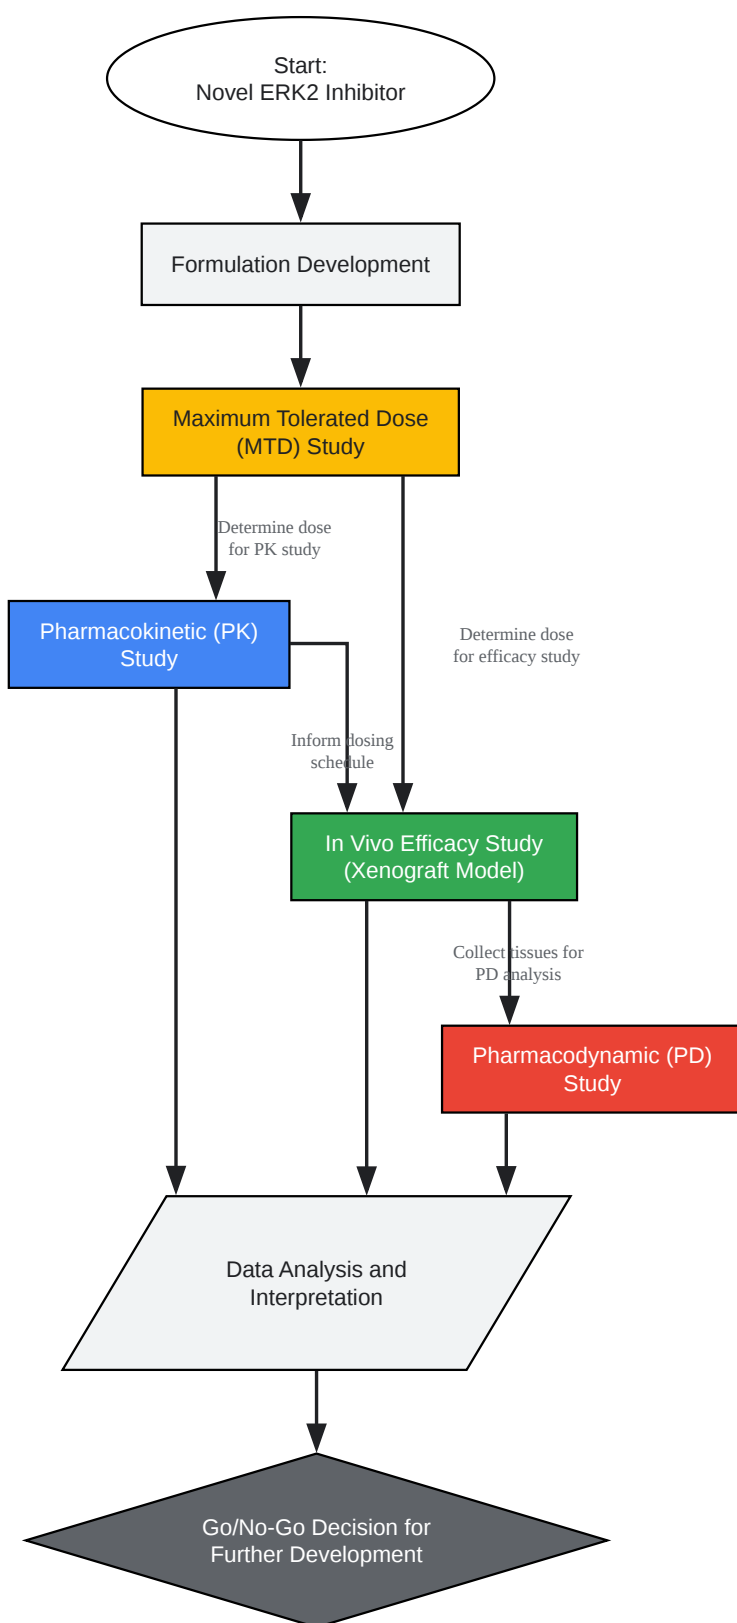 Start:
Novel ERK2 Inhibitor
Formulation Development
Maximum Tolerated Dose
(MTD) Study
Determine dose
for PK study
Pharmacokinetic (PK)
Study
Determine dose
for efficacy study
Inform dosing
schedule
In Vivo Efficacy Study
(Xenograft Model)
Collect tissues for
PD analysis
Pharmacodynamic (PD)
Study
Data Analysis and
Interpretation
Go/No-Go Decision for
Further Development